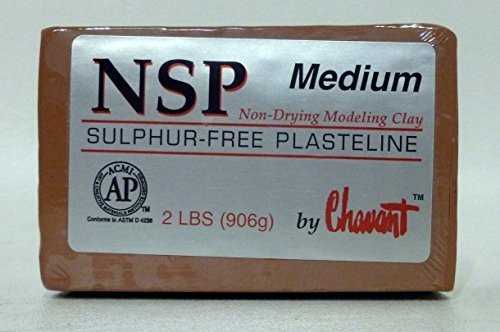 NSP Medium
Non-Drying Modeling Clay
SULPHUR-FREE PLASTELINE
ACMI
AP
TM
Conforms to ASTM D 4236
2 LBS (906g) by Chavant™